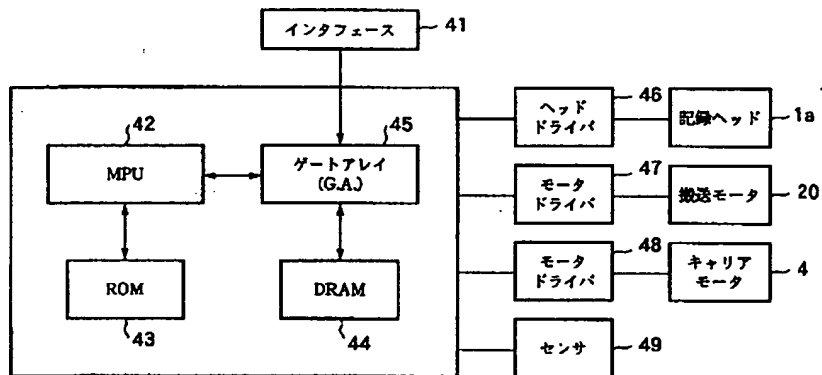 インタフェース
41
42
MPU
45
ゲートアレイ
(G.A.)
ROM
43
DRAM
44
ヘッド
ドライバ
46
記録ヘッド
1a
モータ
ドライバ
47
搬送モータ
20
モータ
ドライバ
48
キャリア
モータ
4
センサ
49